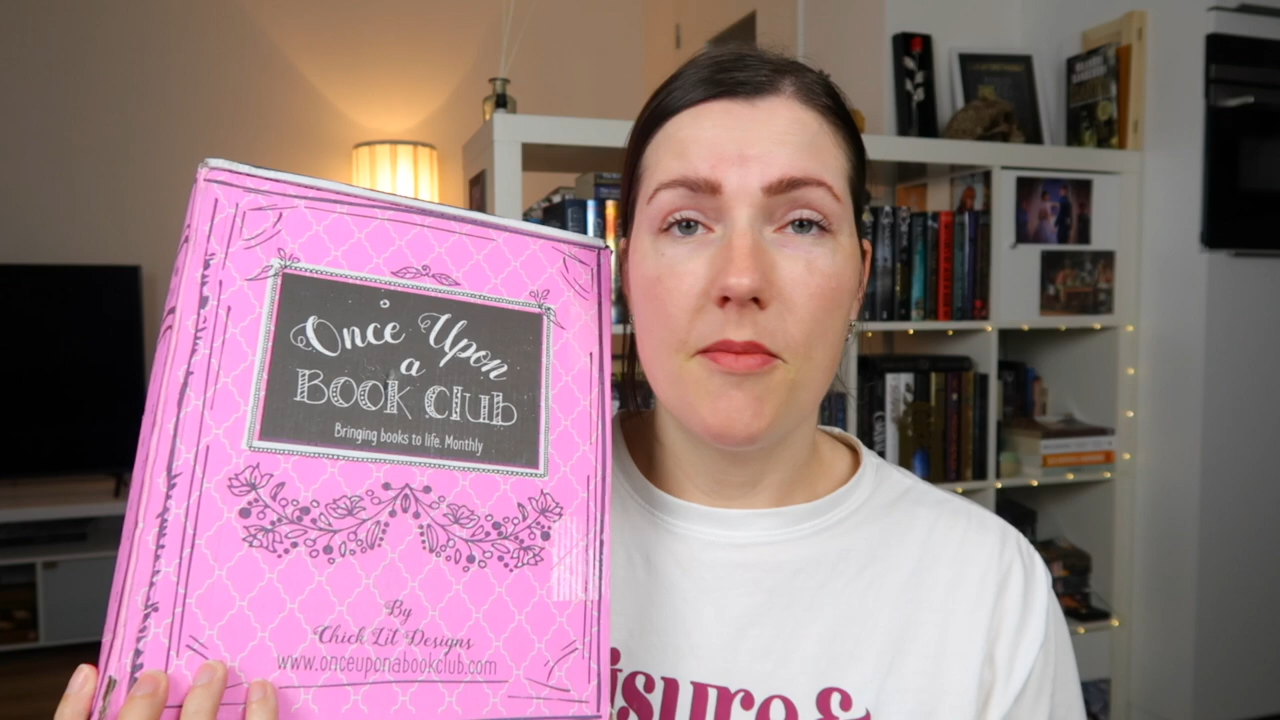 Once Upon
a
Book Club
Bringing books to life. Monthly
By
Chick Lit Designs
www.onceuponabookclub.com